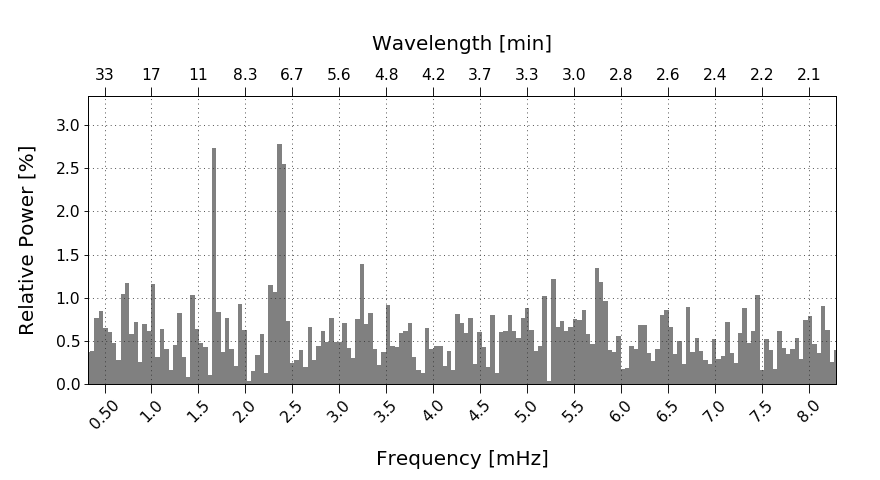 Wavelength [min]
33 17 11 8.3 6.7 5.6 4.8 4.2 3.7 3.3 3.0 2.8 2.6 2.4 2.2 2.1
Relative Power [%]
3.0
2.5
2.0
1.5
1.0
0.5
0.0
0.50 1.0 1.5 2.0 2.5 3.0 3.5 4.0 4.5 5.0 5.5 6.0 6.5 7.0 7.5 8.0
Frequency [mHz]